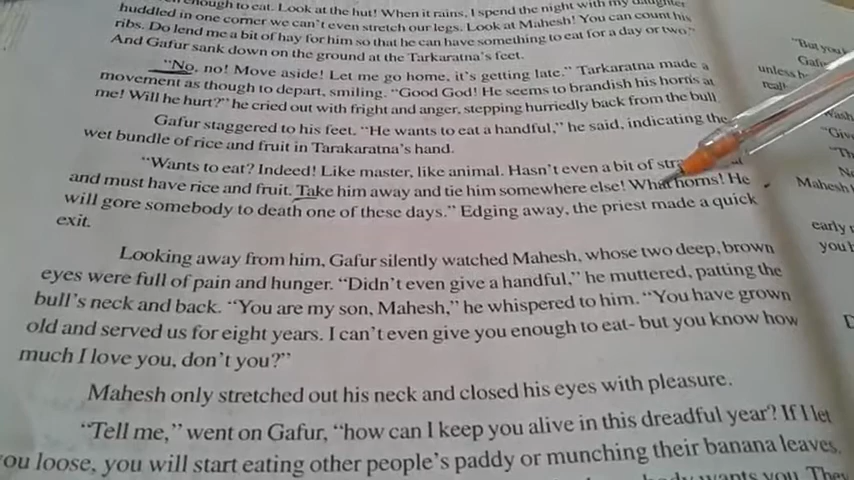 enough to eat. Look at the hut! When it rains, I spend the night with my daughter
huddled in one corner we can't even stretch our legs. Look at Mahesh! You can count his
ribs. Do lend me a bit of hay for him so that he can have something to eat for a day or two."
And Gafur sank down on the ground at the Tarkaratna's feet.
"No, no! Move aside! Let me go home, it's getting late." Tarkaratna made a
movement as though to depart, smiling. "Good God! He seems to brandish his horns at
me! Will he hurt?" he cried out with fright and anger, stepping hurriedly back from the bull.
Gafur staggered to his feet. "He wants to eat a handful," he said, indicating the
wet bundle of rice and fruit in Tarakaratna's hand.
"Wants to eat? Indeed! Like master, like animal. Hasn't even a bit of
and must have rice and fruit. Take him away and tie him somewhere else! What horns! He
will gore somebody to death one of these days." Edging away, the priest made a quick
exit.
Looking away from him, Gafur silently watched Mahesh, whose two deep, brown
eyes were full of pain and hunger. "Didn't even give a handful," he muttered, patting the
bull's neck and back. "You are my son, Mahesh," he whispered to him. "You have grown
old and served us for eight years. I can't even give you enough to eat- but you know how
much I love you, don't you?"
Mahesh only stretched out his neck and closed his eyes with pleasure.
"Tell me," went on Gafur, "how can I keep you alive in this dreadful year? If I let
you loose, you will start eating other people's paddy or munching their banana leaves.
wants you. They
"But you
unless
Mahesh
early
you